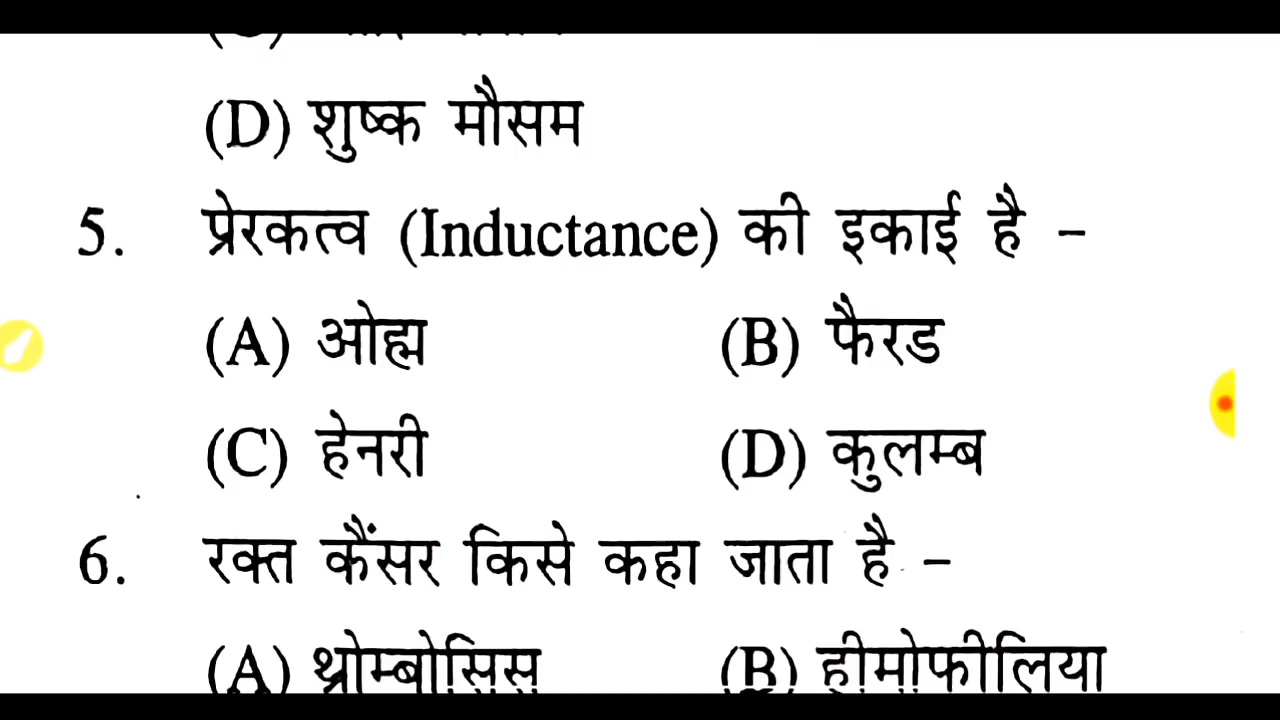 (D) शुष्क मौसम
5. प्रेरकत्व (Inductance) की इकाई है -
(A) ओह्म (B) फैरड
(C) हेनरी (D) कुलम्ब
6. रक्त कैंसर किसे कहा जाता है -
(A) थ्रोम्बोसिस (B) हीमोफीलिया